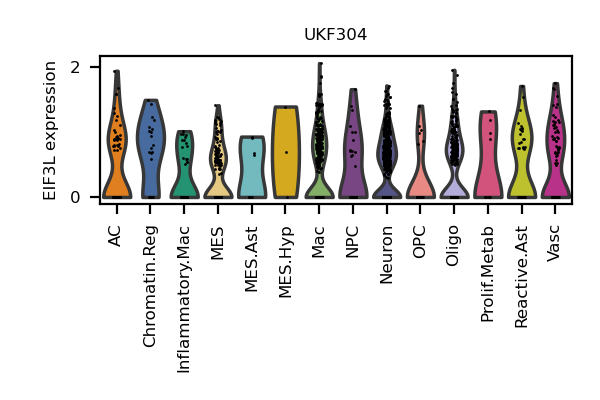 UKF304
EIF3L expression
2
0
AC
Chromatin.Reg
Inflammatory.Mac
MES
MES.Ast
MES.Hyp
Mac
NPC
Neuron
OPC
Oligo
Prolif.Metab
Reactive.Ast
Vasc